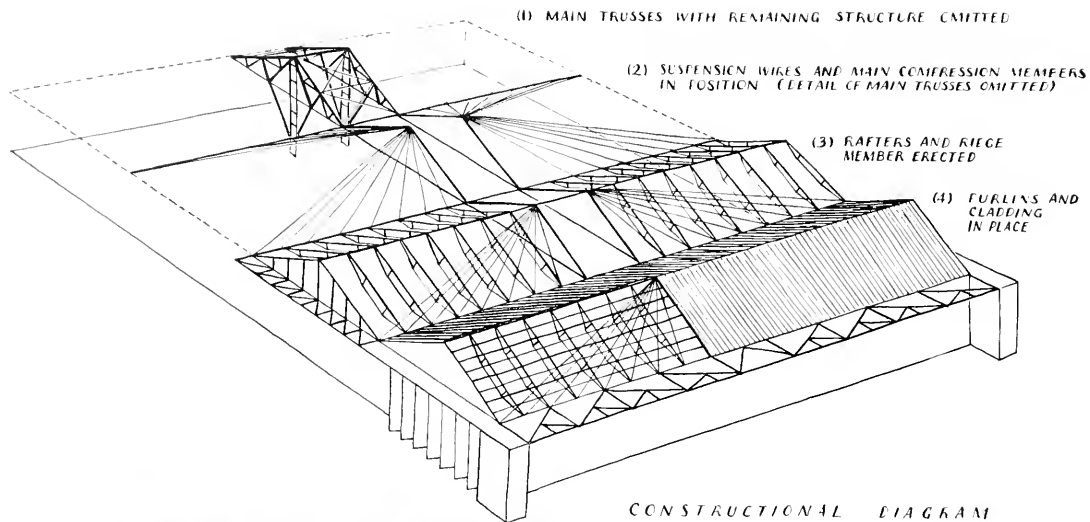 (1) MAIN TRUSSES WITH REMAINING STRUCTURE OMITTED
(2) SUSPENSION WIRES AND MAIN COMPRESSION MEMBERS
IN POSITION (DETAIL OF MAIN TRUSSES OMITTED)
(3) RAFTERS AND RIEGE
MEMBER ERECTED
(4) PURLINS AND
CLADDING
IN PLACE
CONSTRUCTIONAL DIAGRAM